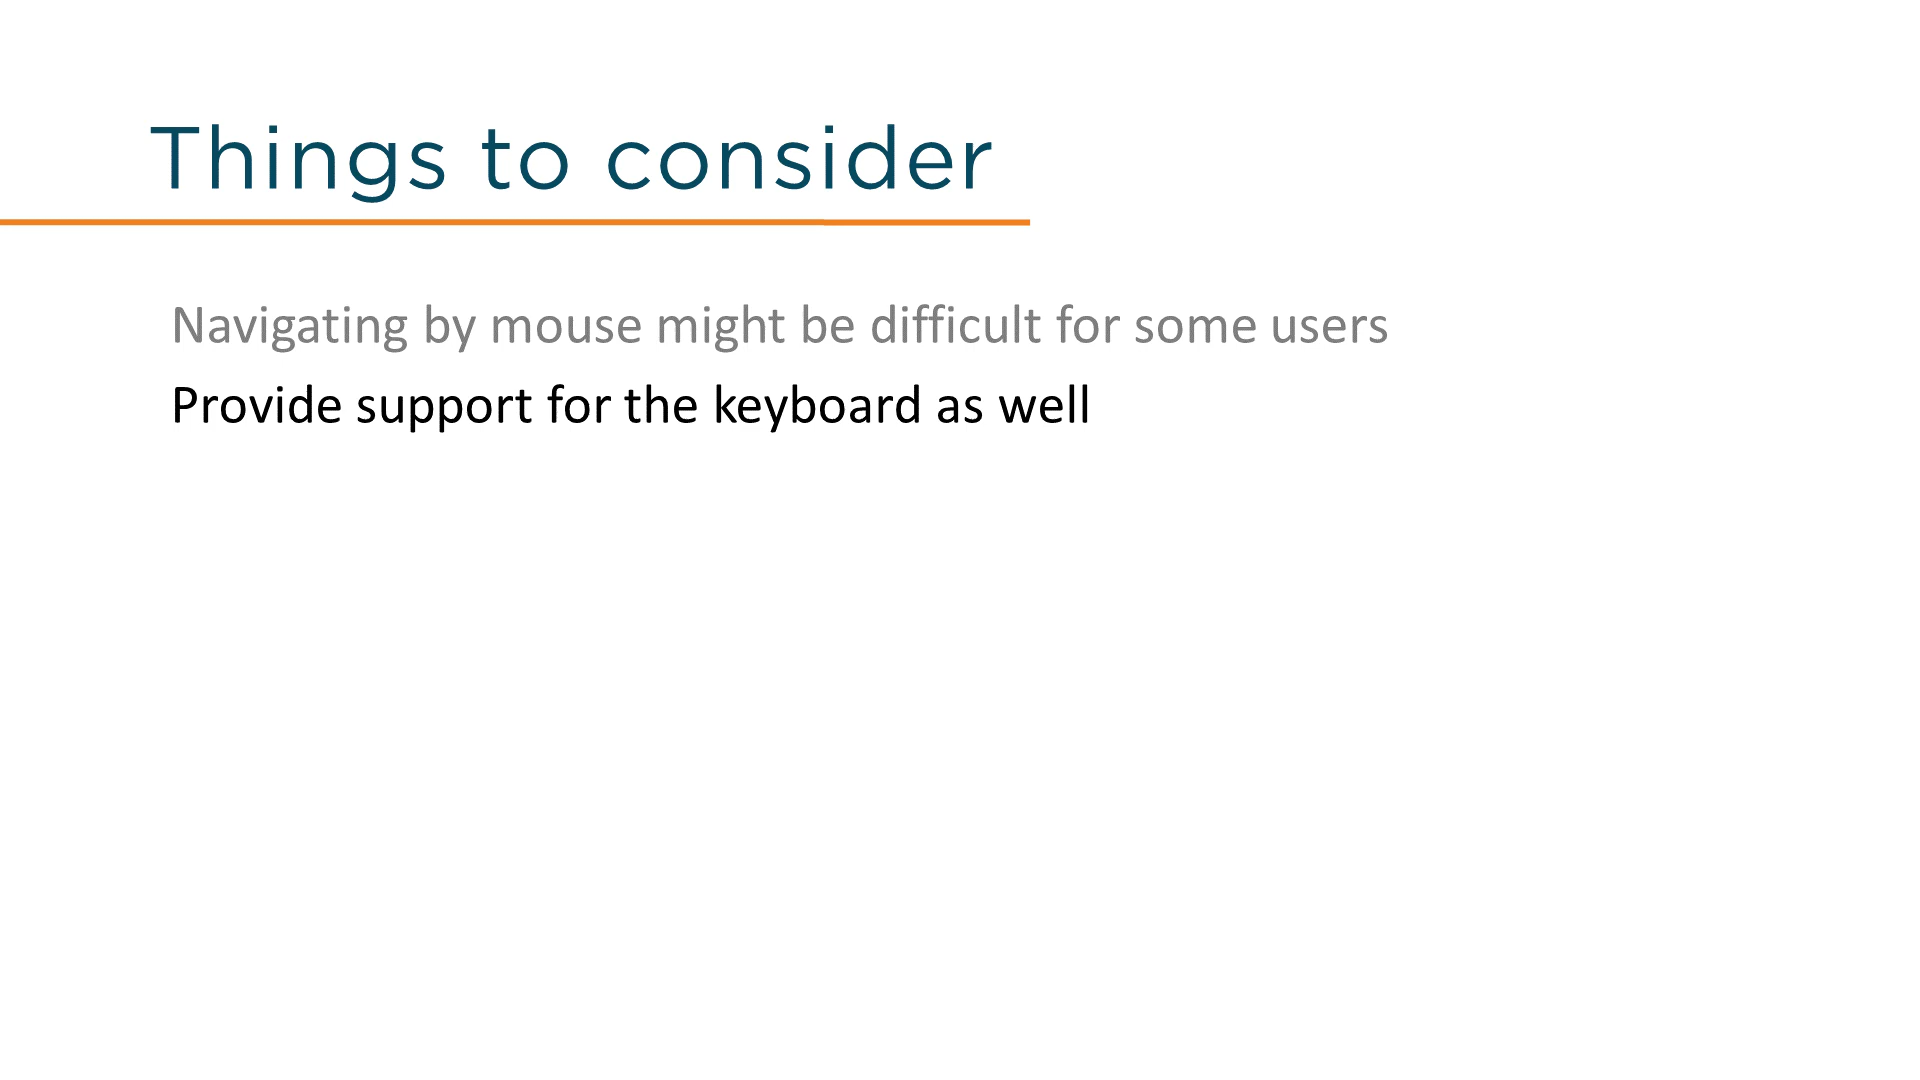 Things to consider
Navigating by mouse might be difficult for some users
Provide support for the keyboard as well